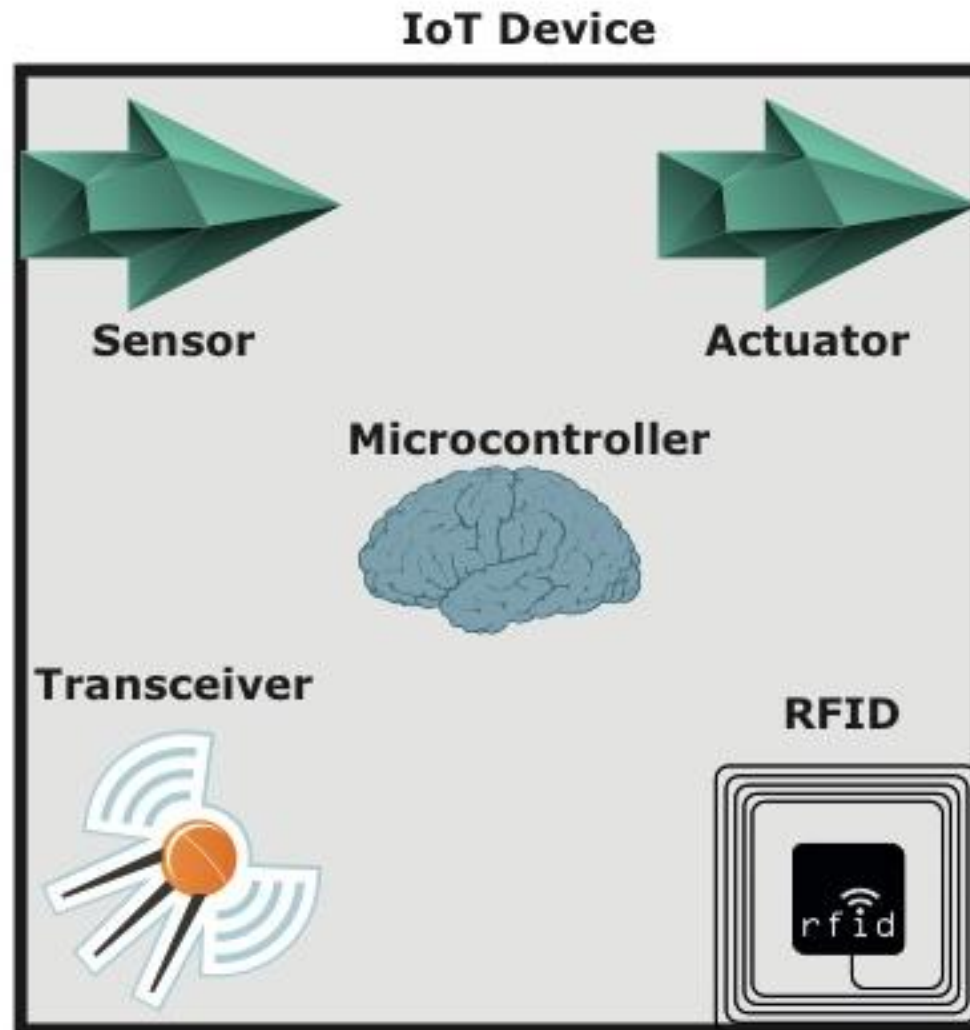 IoT Device
Sensor
Actuator
Microcontroller
Transceiver
RFID
rfid